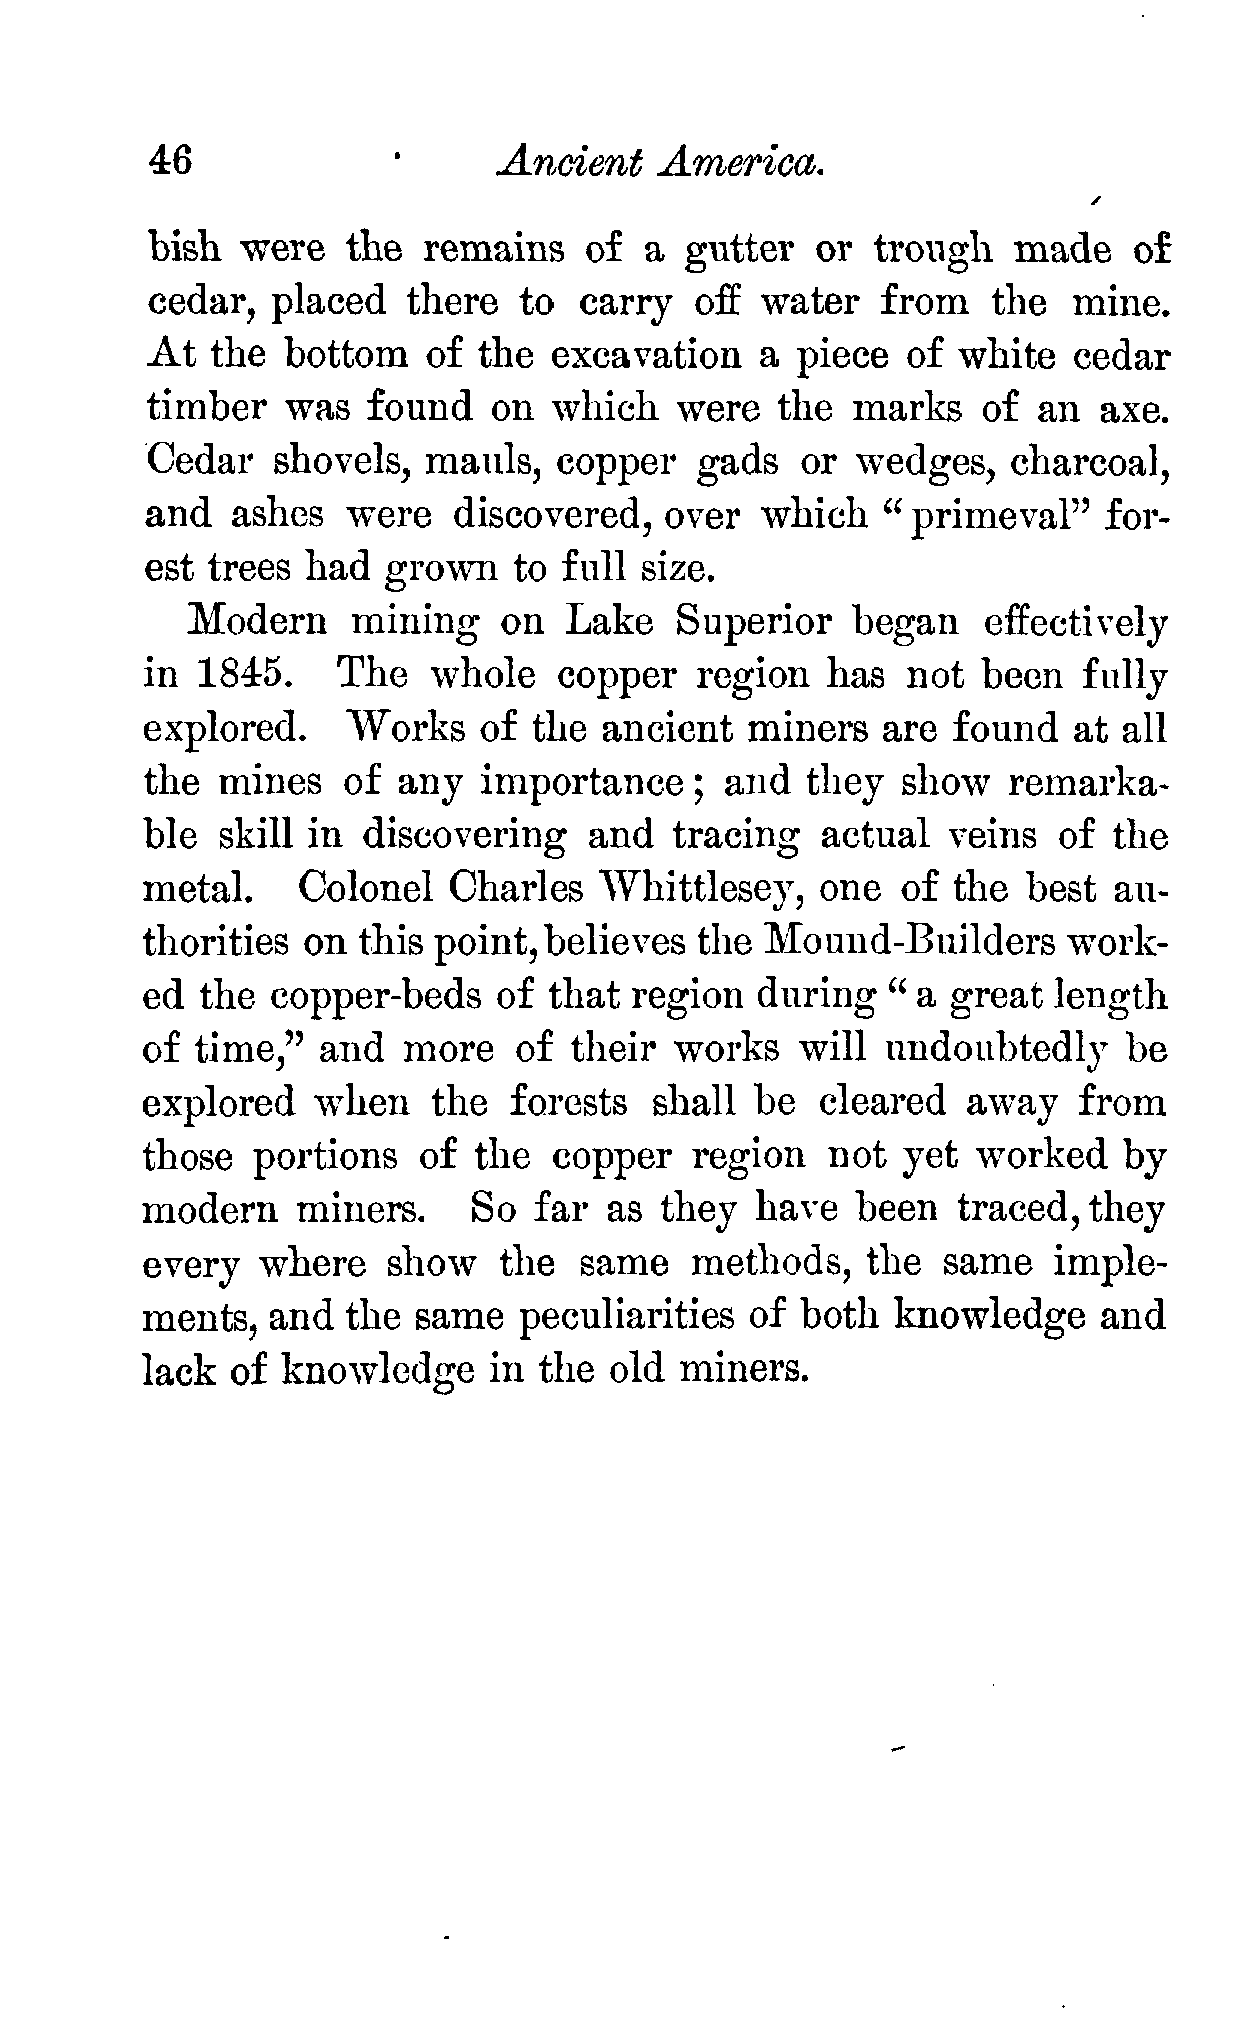 46 Ancient America.
bish were the remains of a gutter or trough made of
cedar, placed there to carry off water from the mine.
At the bottom of the excavation a piece of white cedar
timber was found on which were the marks of an axe.
Cedar shovels, mauls, copper gads or wedges, charcoal,
and ashes were discovered, over which “primeval” for-
est trees had grown to full size.
Modern mining on Lake Superior began effectively
in 1845. The whole copper region has not been fully
explored. Works of the ancient miners are found at all
the mines of any importance; and they show remarka-
ble skill in discovering and tracing actual veins of the
metal. Colonel Charles Whittlesey, one of the best au-
thorities on this point, believes the Mound-Builders work-
ed the copper-beds of that region during “a great length
of time,” and more of their works will undoubtedly be
explored when the forests shall be cleared away from
those portions of the copper region not yet worked by
modern miners. So far as they have been traced, they
every where show the same methods, the same imple-
ments, and the same peculiarities of both knowledge and
lack of knowledge in the old miners.